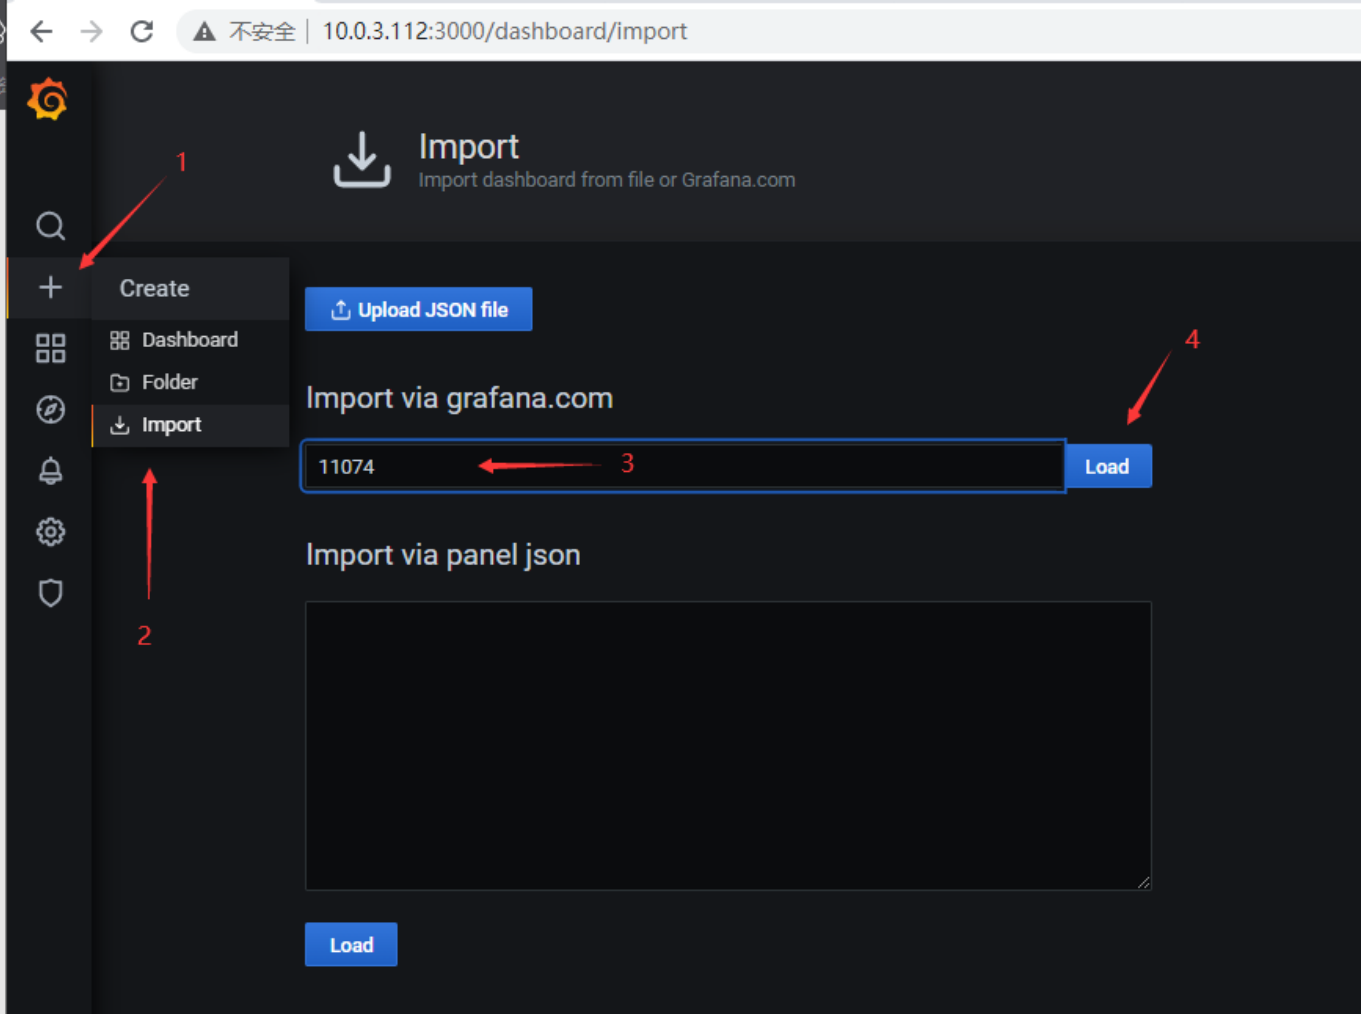 不安全 10.0.3.112:3000/dashboard/import
Import
Import dashboard from file or Grafana.com
1
Create
Dashboard
Folder
Import
2
Upload JSON file
Import via grafana.com
4
11074
3
Load
Import via panel json
Load